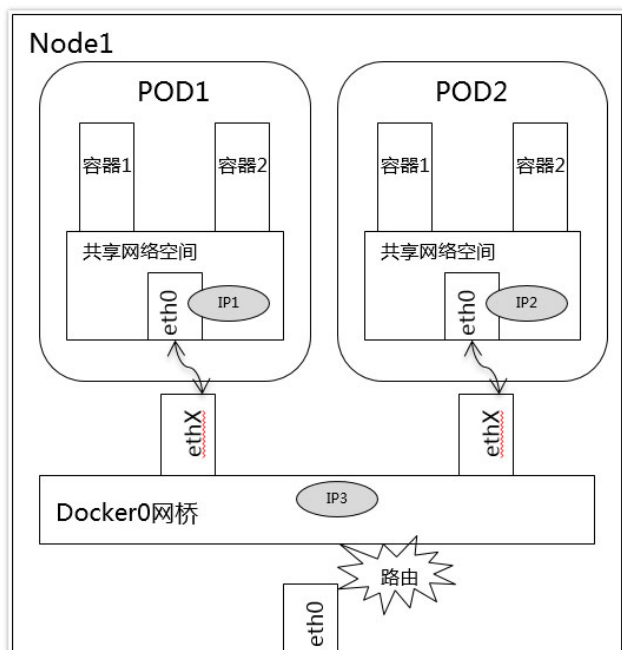 Node1
POD1
POD2
容器1
容器2
容器1
容器2
共享网络空间
共享网络空间
eth0
IP1
eth0
IP2
ethX
ethX
IP3
Docker0网桥
路由
eth0